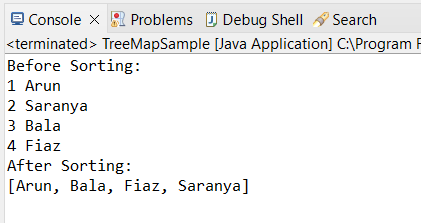 Console Problems Debug Shell Search
<terminated> TreeMapSample [Java Application] C:\Program
Before Sorting:
1 Arun
2 Saranya
3 Bala
4 Fiaz
After Sorting:
[Arun, Bala, Fiaz, Saranya]